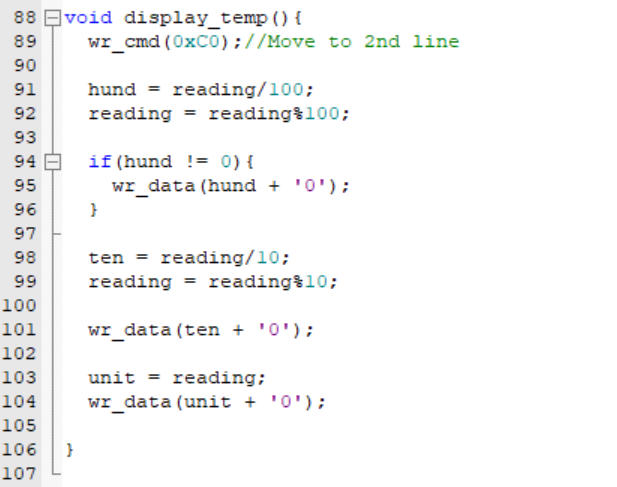 88 void display_temp(){
89 wr_cmd(0xC0);//Move to 2nd line
90
91 hund = reading/100;
92 reading = reading%100;
93
94 if(hund != 0){
95 wr_data(hund + '0');
96 }
97
98 ten = reading/10;
99 reading = reading%10;
100
101 wr_data(ten + '0');
102
103 unit = reading;
104 wr_data(unit + '0');
105
106 }
107